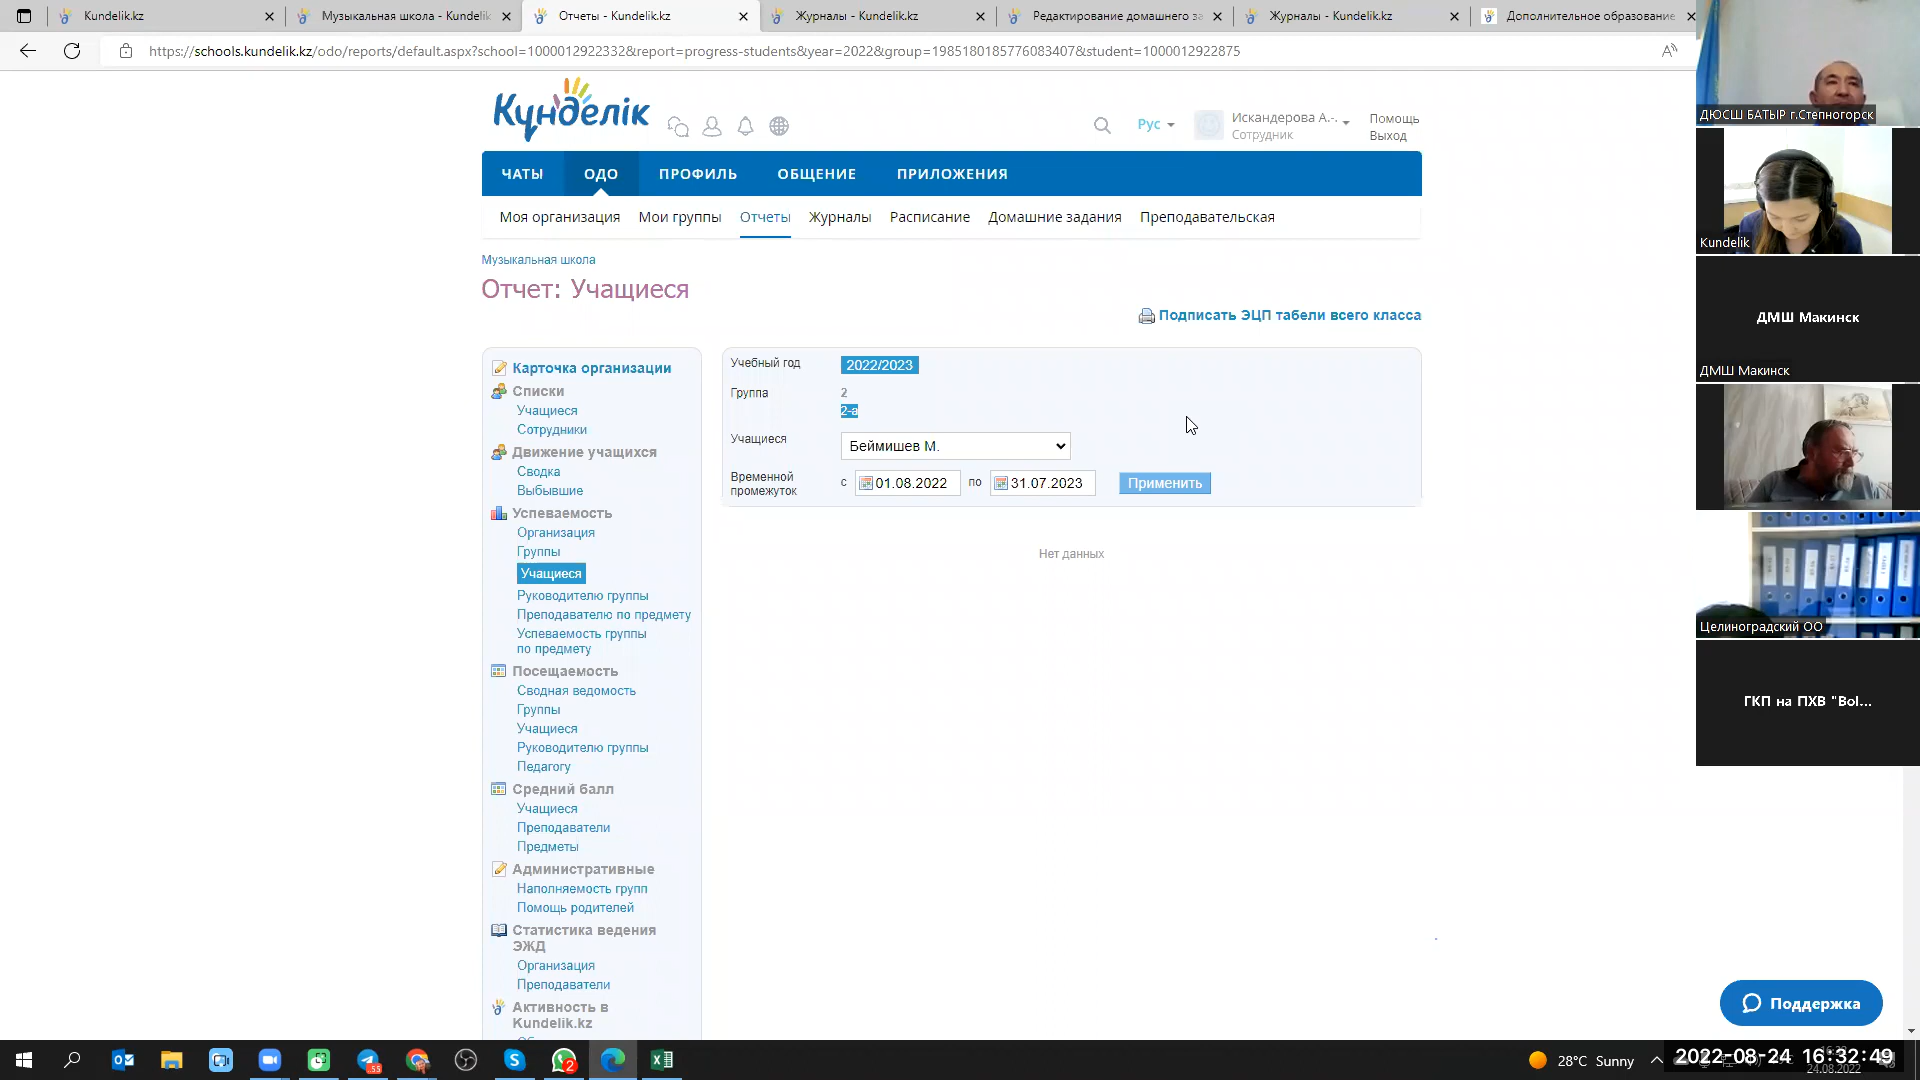 Kundelik.kz
Музыкальная школа - Kundelik
Отчеты - Kundelik.kz
Журналы - Kundelik.kz
Редактирование домашнего за
Журналы - Kundelik.kz
Дополнительное образование
https://schools.kundelik.kz/odo/reports/default.aspx?school=1000012922332&report=progress-students&year=2022&group=1985180185776083407&student=1000012922875
Күнделік
Рус
Искандерова А.-.
Сотрудник
Помощь
Выход
ЧАТЫ
ОДО
ПРОФИЛЬ
ОБЩЕНИЕ
ПРИЛОЖЕНИЯ
Моя организация
Мои группы
Отчеты
Журналы
Расписание
Домашние задания
Преподавательская
Музыкальная школа
Отчет: Учащиеся
Подписать ЭЦП табели всего класса
Карточка организации
Списки
Учащиеся
Сотрудники
Движение учащихся
Сводка
Выбывшие
Успеваемость
Организация
Группы
Учащиеся
Руководителю группы
Преподавателю по предмету
Успеваемость группы
по предмету
Посещаемость
Сводная ведомость
Группы
Учащиеся
Руководителю группы
Педагогу
Средний балл
Учащиеся
Преподаватели
Предметы
Административные
Наполняемость групп
Помощь родителей
Статистика ведения
ЭЖД
Организация
Преподаватели
Активность в
Kundelik.kz
Учебный год
2022/2023
Группа
2
2-а
Учащиеся
Беймишев М.
Временной
промежуток
с
01.08.2022
по
31.07.2023
Применить
Нет данных
ДЮСШ БАТЫР г.Степногорск
Kundelik
ДМШ Макинск
ДМШ Макинск
Целиноградский ОО
ГКП на ПХВ "Bol...
Поддержка
55
2
28°C Sunny
2022-08-24 16:32:49
24.08.2022